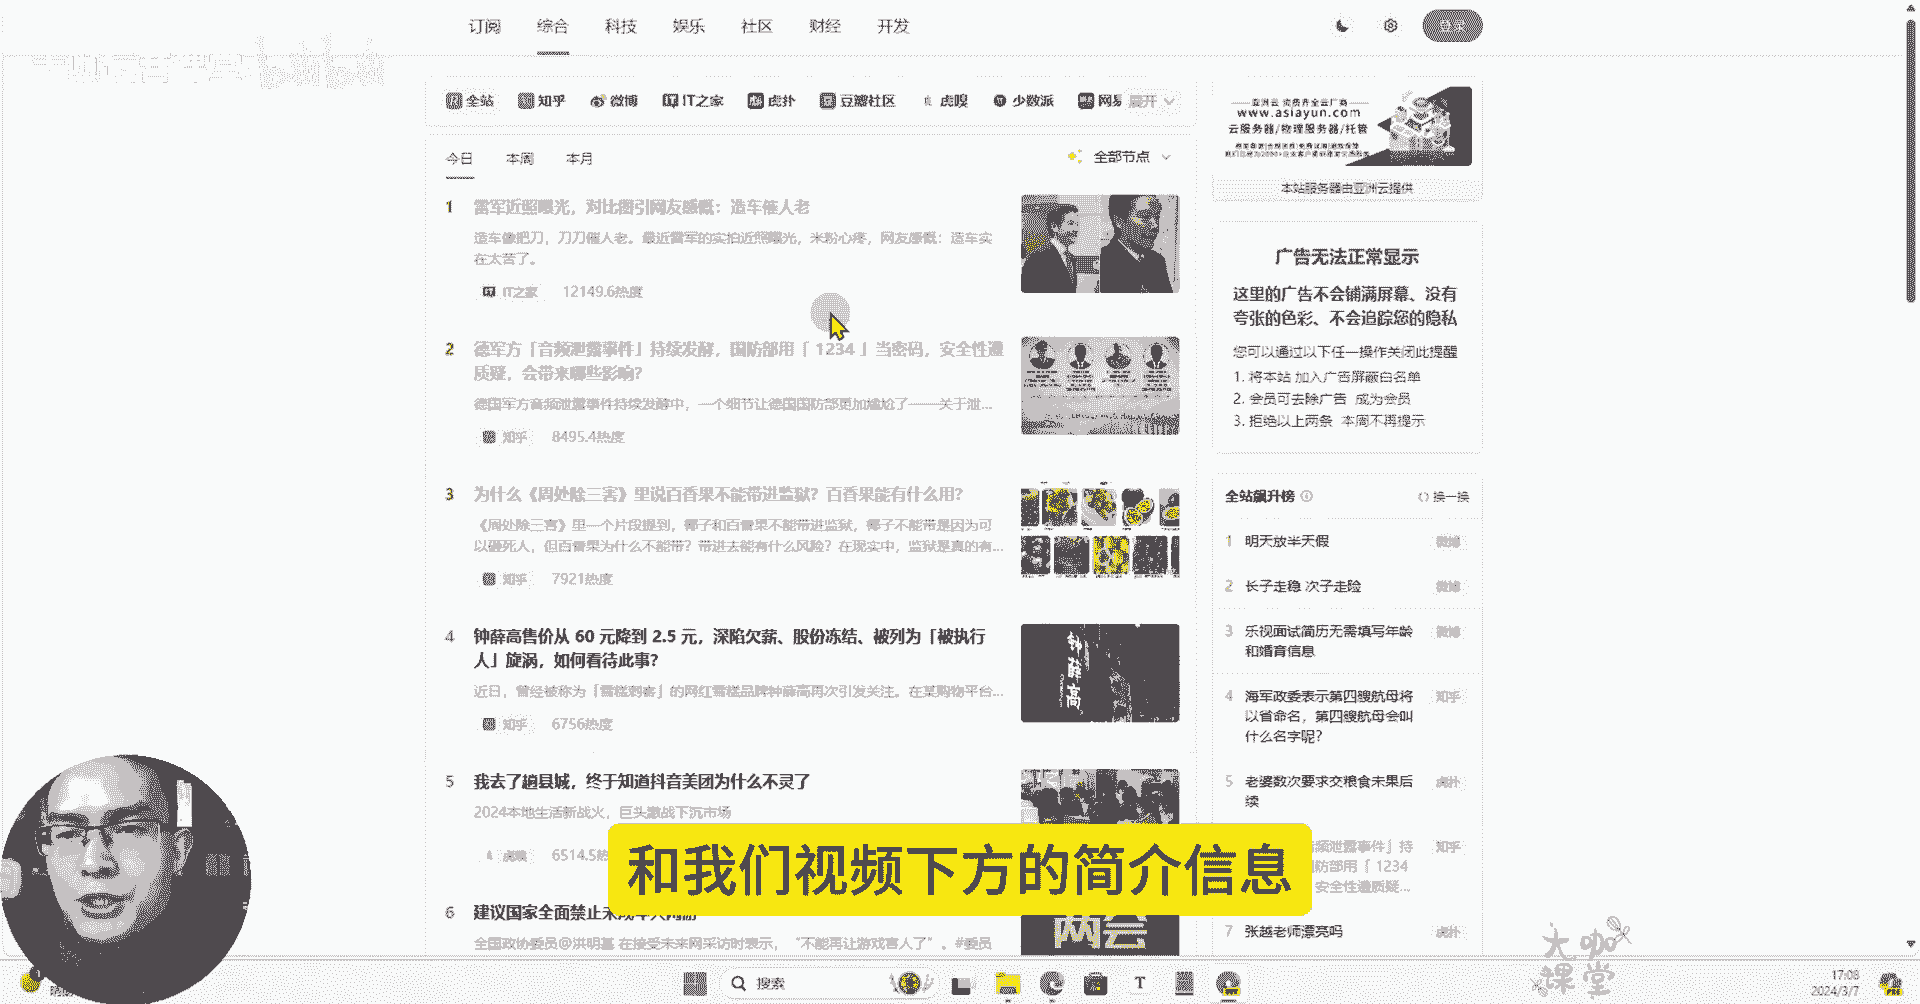 订阅 综合 科技 娱乐 社区 财经 开发
登录
全站 知乎 微博 IT之家 虎扑 豆瓣社区 虎嗅 少数派 网易 展开
今日 本周 本月
全部节点
1 雷军近照曝光，对比图引网友感慨：造车催人老
造车像把刀，刀刀催人老。最近雷军的实拍近照曝光，米粉心疼，网友感慨：造车实
在太苦了。
IT之家 12149.6热度
2 德军方「音频泄露事件」持续发酵，国防部用「 1234 」当密码，安全性遭
质疑，会带来哪些影响？
德国军方音频泄露事件持续发酵中，一个细节让德国国防部更加尴尬了——关于泄...
知乎 8495.4热度
3 为什么《周处除三害》里说百香果不能带进监狱？百香果能有什么用？
《周处除三害》里一个片段提到，椰子和百香果不能带进监狱，椰子不能带是因为可
以砸死人，但百香果为什么不能带？带进去能有什么风险？在现实中，监狱是真的有...
知乎 7921热度
4 钟薛高售价从 60 元降到 2.5 元，深陷欠薪、股份冻结、被列为「被执行
人」旋涡，如何看待此事？
近日，曾经被称为「雪糕刺客」的网红雪糕品牌钟薛高再次引发关注。在某购物平台...
知乎 6756热度
钟薛高
5 我去了趟县城，终于知道抖音美团为什么不灵了
2024本地生活新战火，巨头激战下沉市场
虎嗅 6514.5热
6 建议国家全面禁止未成年人网游
全国政协委员@洪明基 在接受未来网采访时表示，“不能再让游戏害人了”。#委员
两会
亚洲云 资质齐全云厂商
www.asiayun.com
云服务器/物理服务器/托管
本站服务器由亚洲云提供
广告无法正常显示
这里的广告不会铺满屏幕、没有
夸张的色彩、不会追踪您的隐私
您可以通过以下任一操作关闭此提醒
1. 将本站 加入广告屏蔽白名单
2. 会员可去除广告 成为会员
3. 拒绝以上两条 本周不再提示
全站飙升榜 换一换
1 明天放半天假 微博
2 长子走稳 次子走险 微博
3 乐视面试简历无需填写年龄 微博
和婚育信息
4 海军政委表示第四艘航母将 知乎
以省命名，第四艘航母会叫
什么名字呢？
5 老婆数次要求交粮食未果后 虎扑
续
频泄露事件」持 知乎
防部用「 1234
安全性遭质疑...
7 张越老师漂亮吗 虎扑
和我们视频下方的简介信息
大咖
课堂
搜索
17:08
2024/3/7